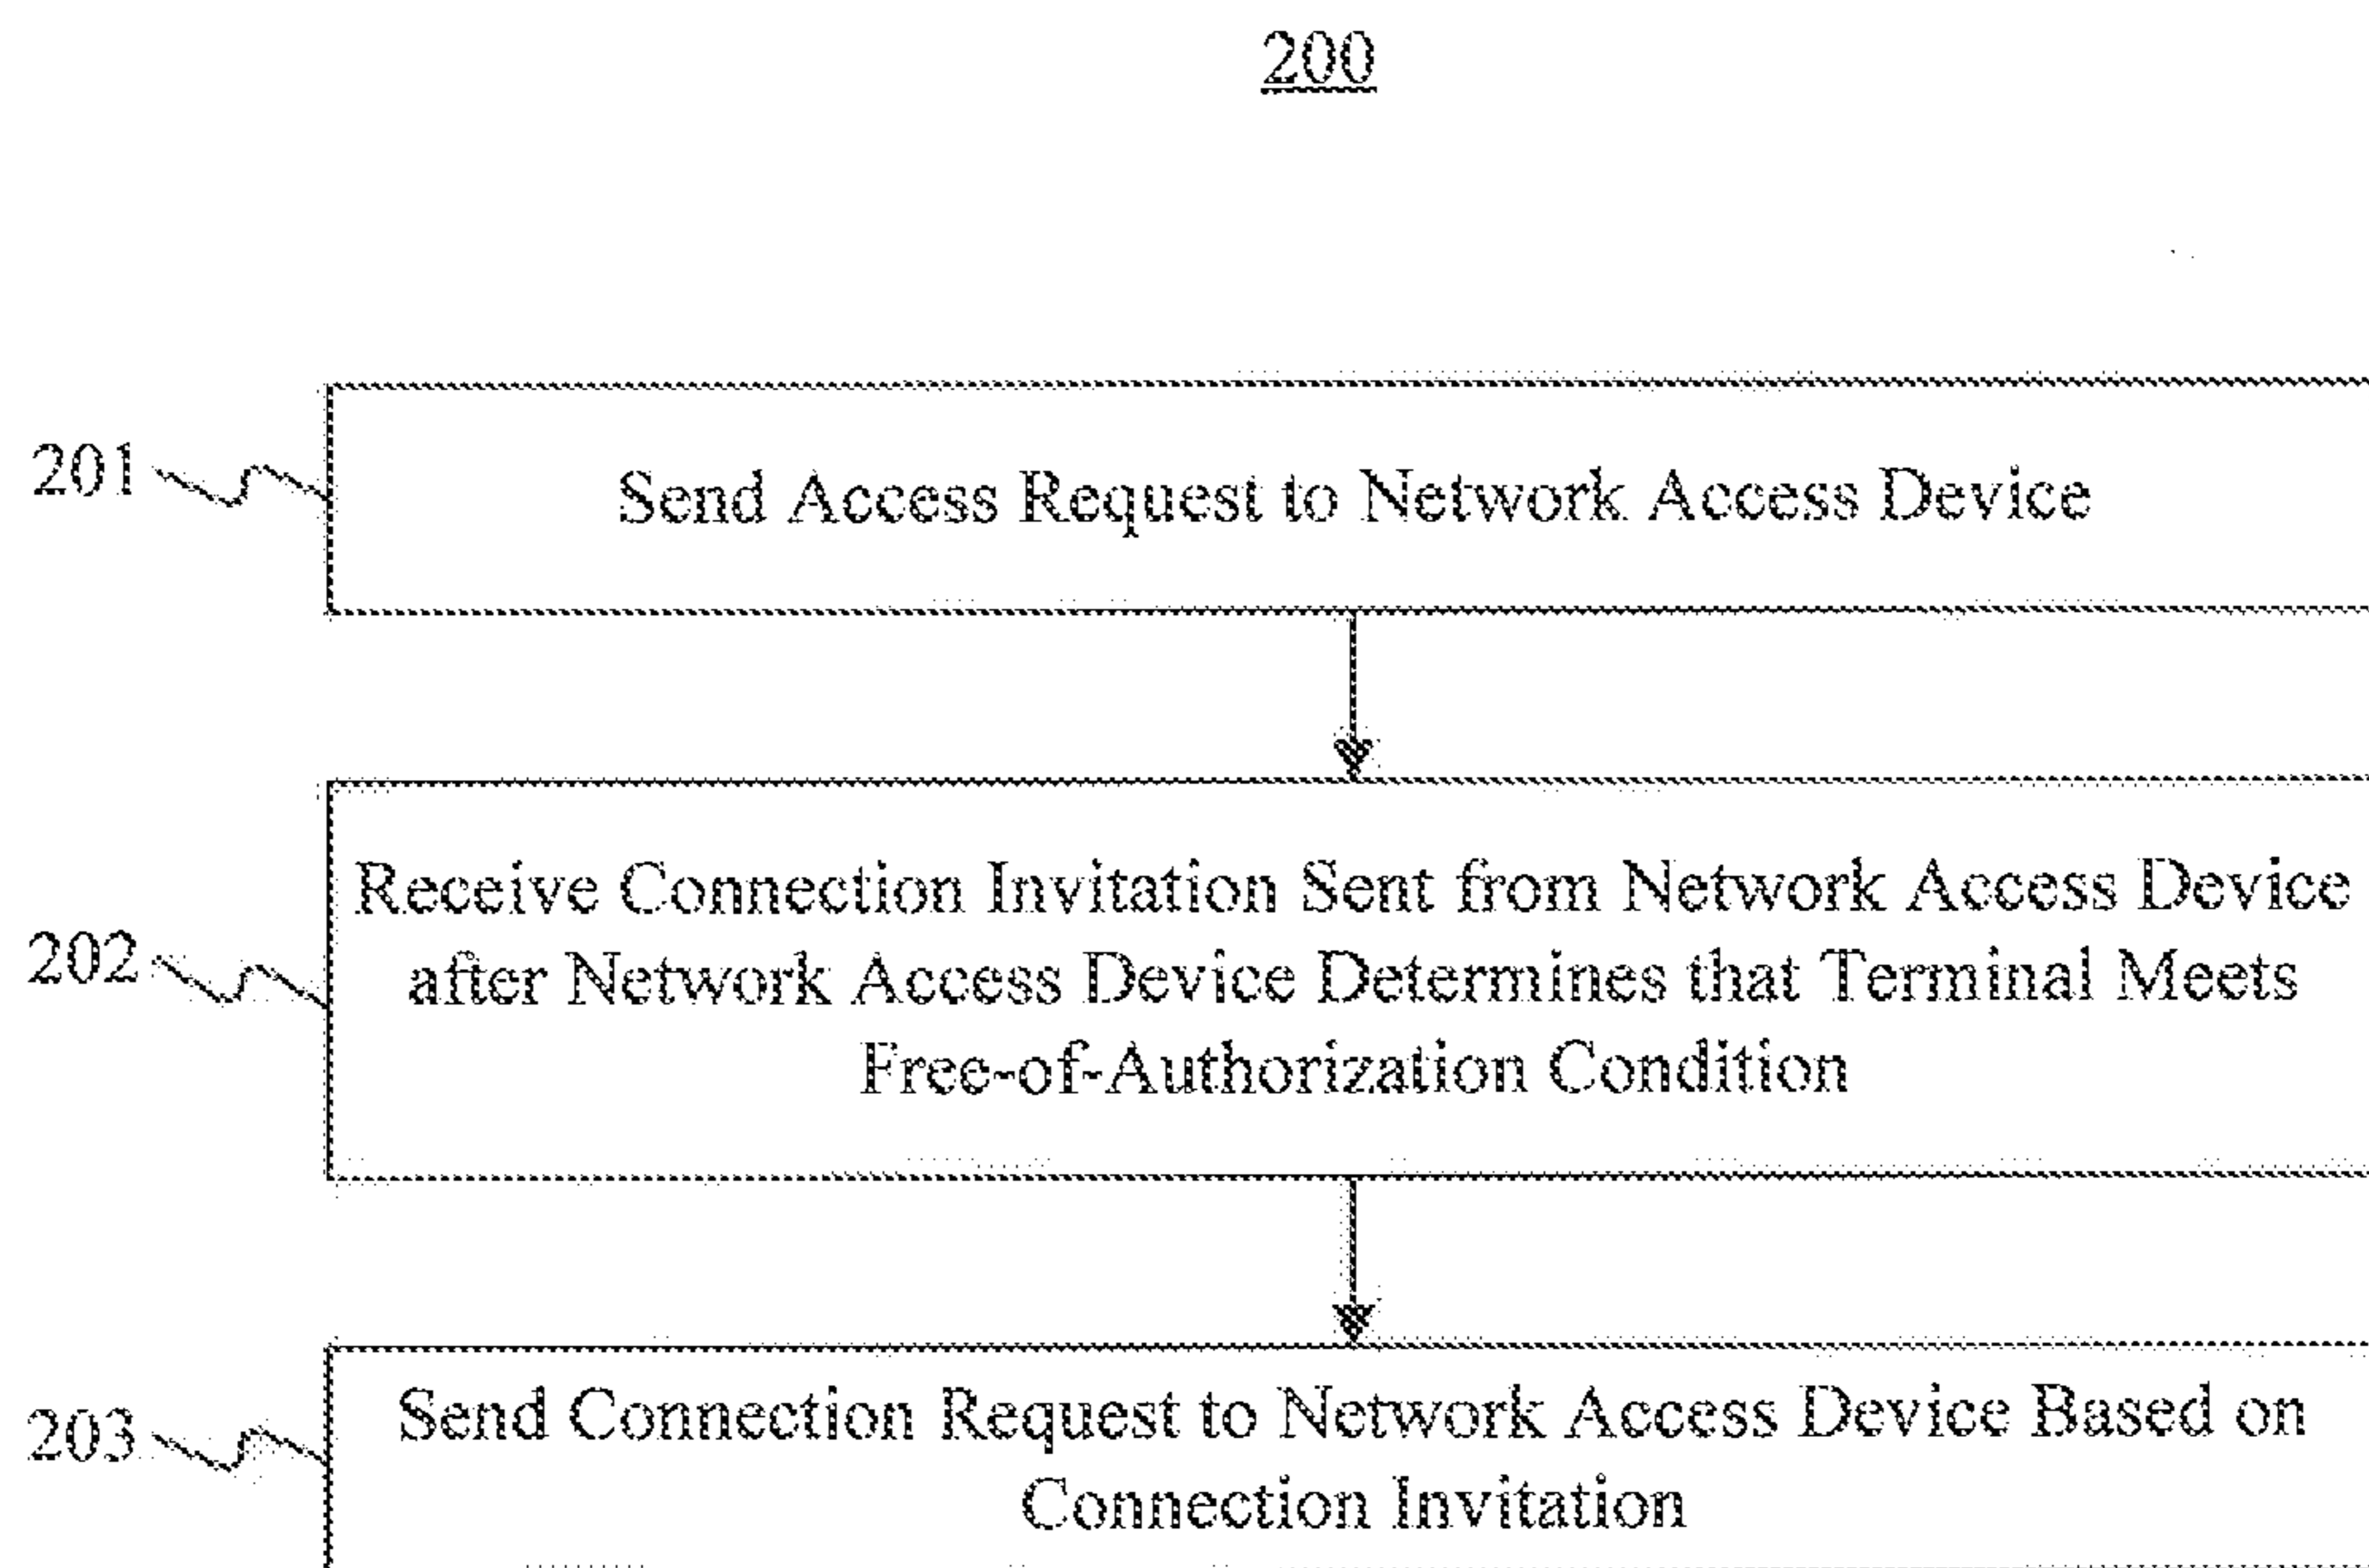 200
201
Send Access Request to Network Access Device
202
Receive Connection Invitation Sent from Network Access Device
after Network Access Device Determines that Terminal Meets
Free-of-Authorization Condition
203
Send Connection Request to Network Access Device Based on
Connection Invitation